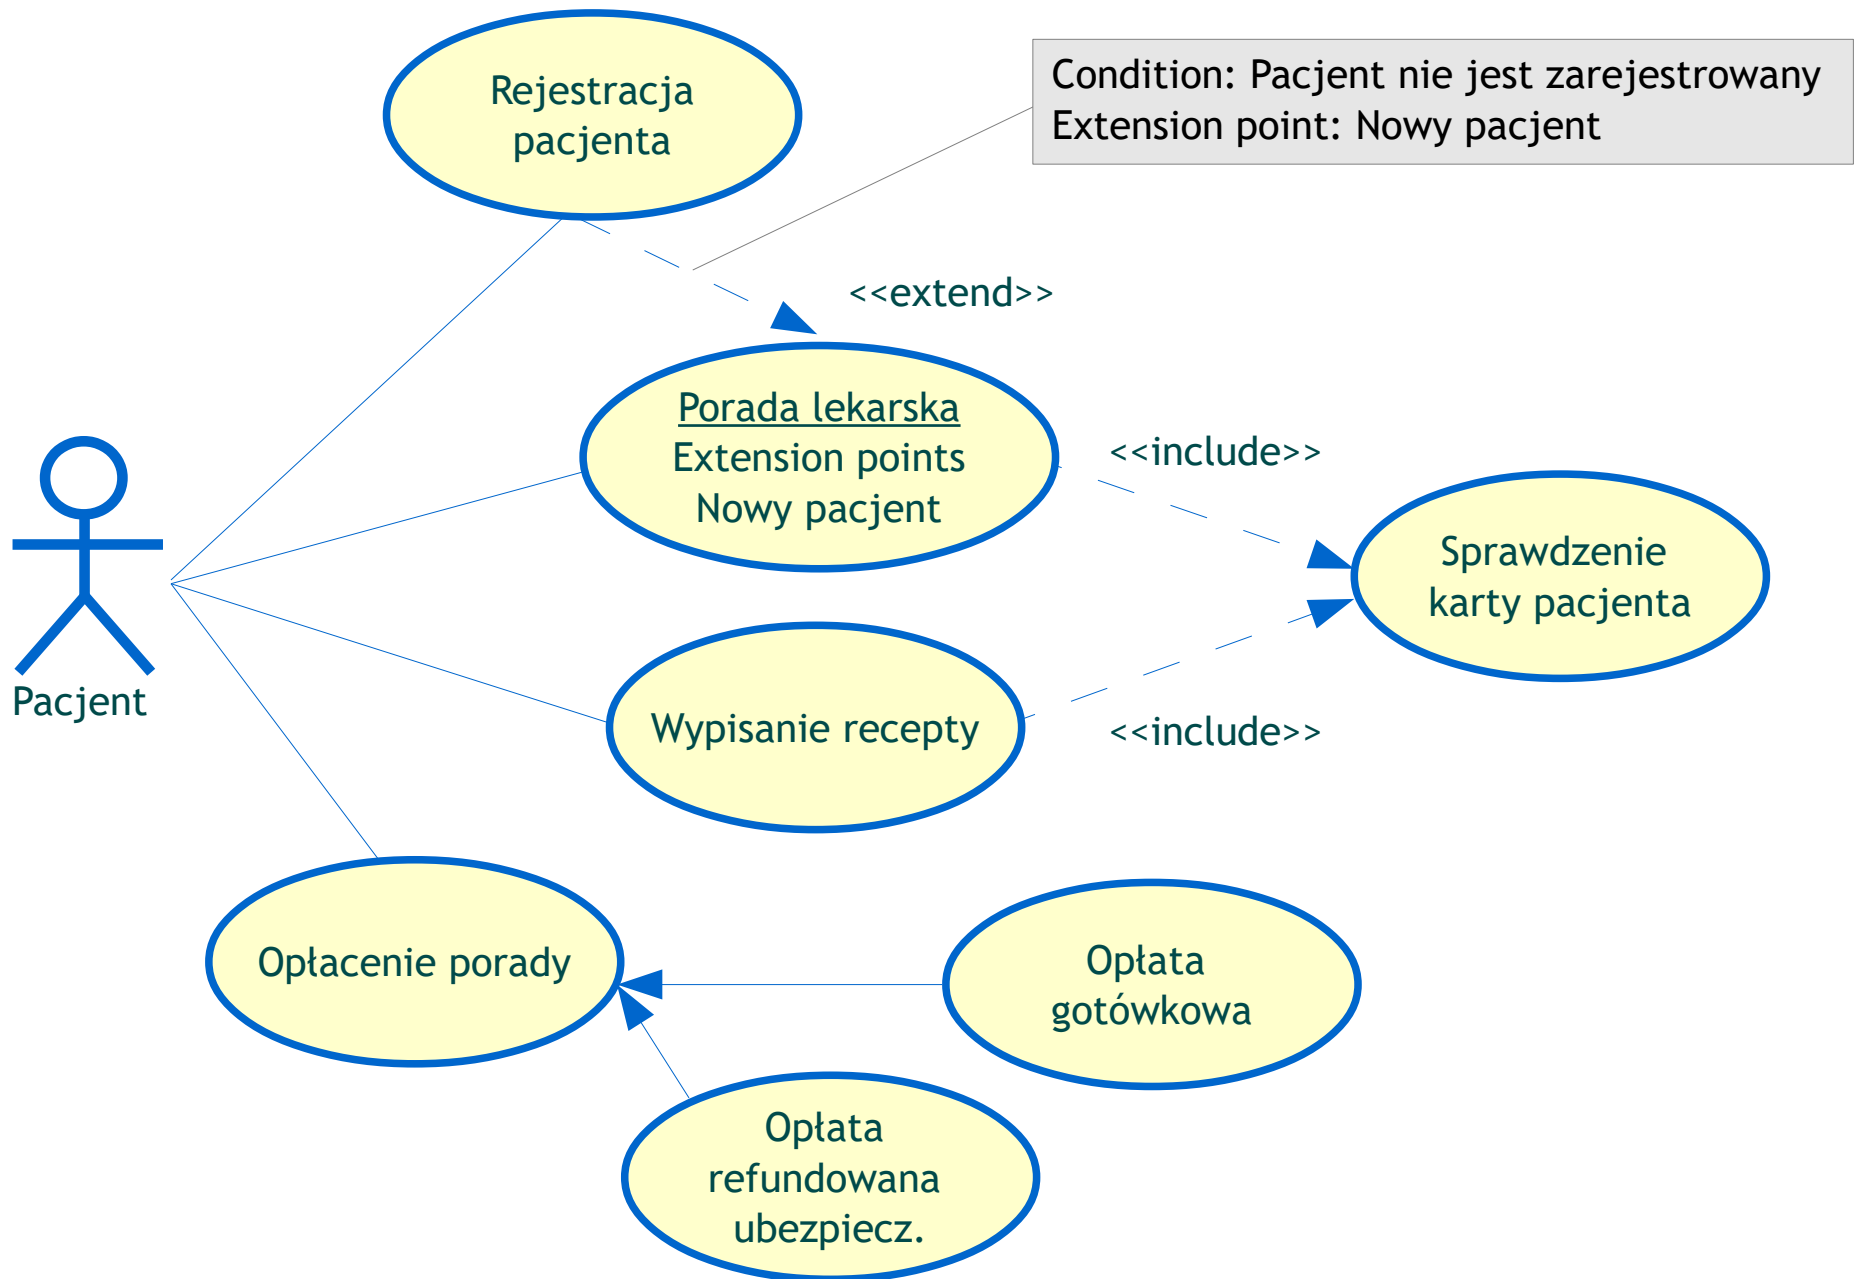 Rejestracja
pacjenta
Condition: Pacjent nie jest zarejestrowany
Extension point: Nowy pacjent
<<extend>>
Porada lekarska
Extension points
Nowy pacjent
<<include>>
Sprawdzenie
karty pacjenta
Pacjent
Wypisanie recepty
<<include>>
Opłacenie porady
Opłata
gotówkowa
Opłata
refundowana
ubezpiecz.